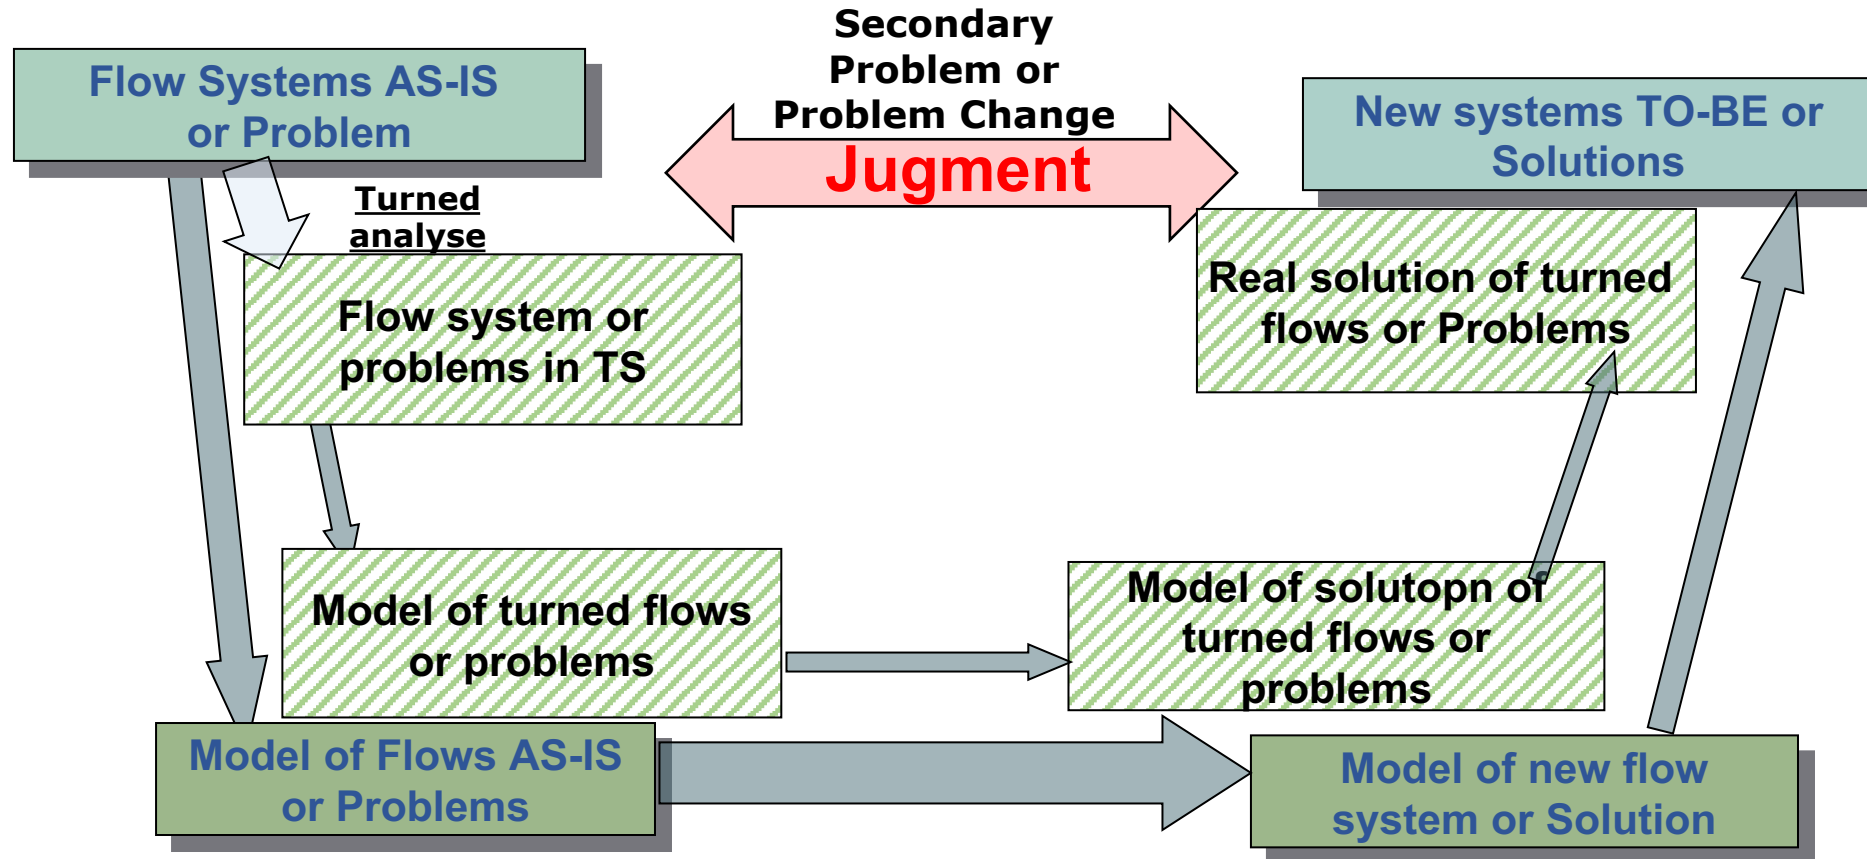 Secondary
Problem or
Problem Change
Jugment
Flow Systems AS-IS
or Problem
New systems TO-BE or
Solutions
Turned
analyse
Flow system or
problems in TS
Real solution of turned
flows or Problems
Model of turned flows
or problems
Model of solutopn of
turned flows or
problems
Model of Flows AS-IS
or Problems
Model of new flow
system or Solution